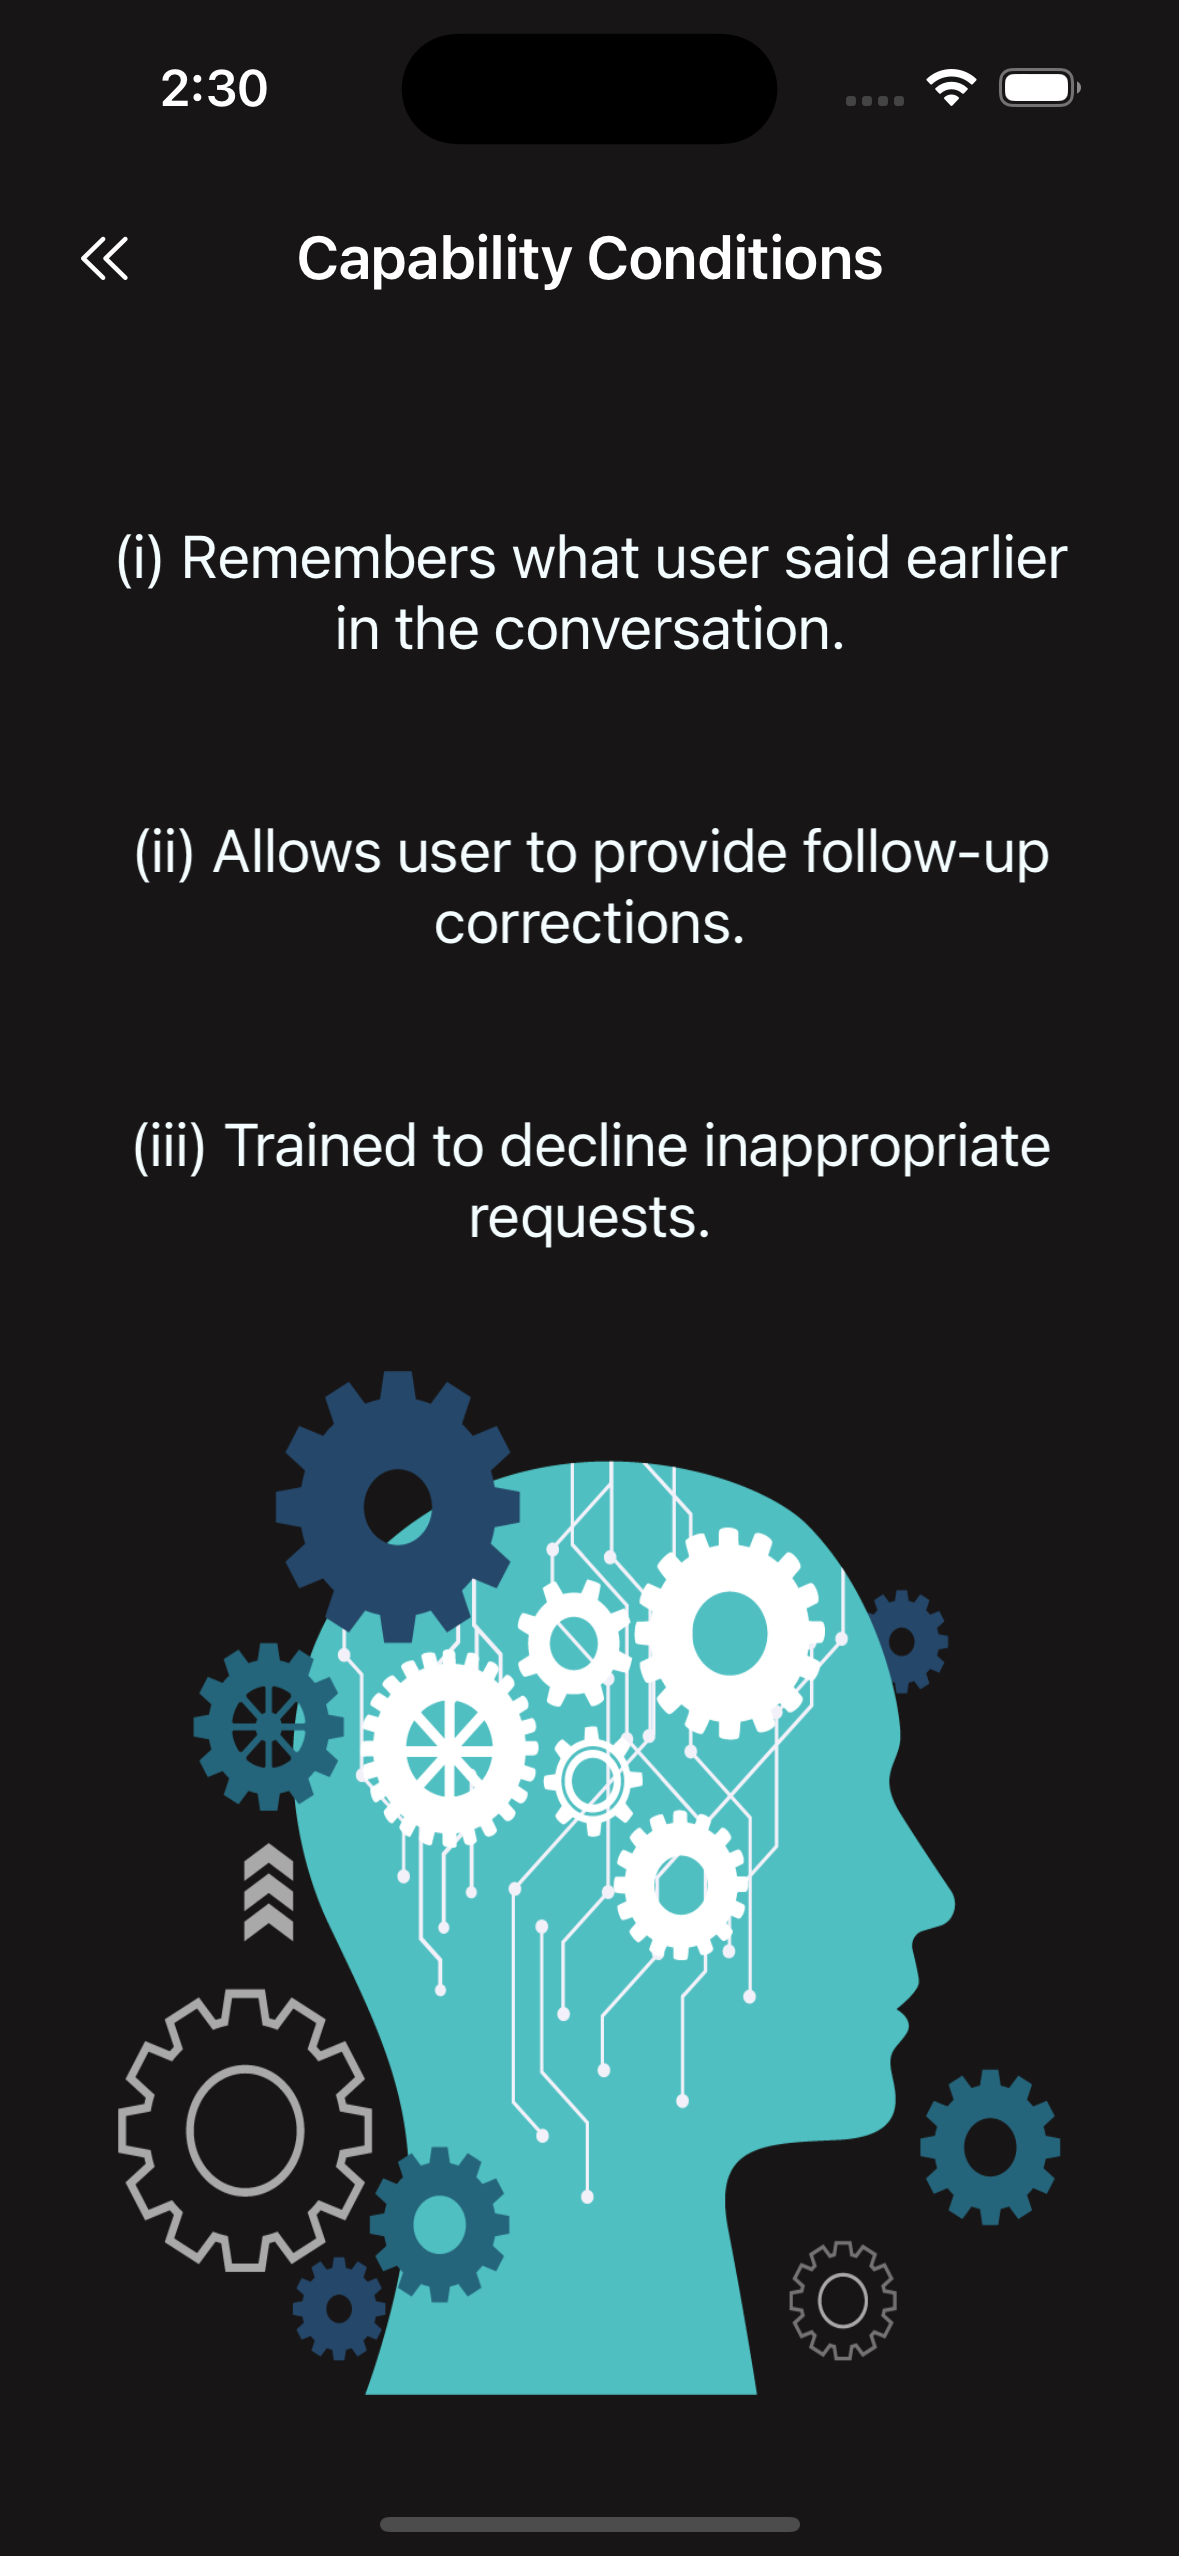 2:30
Capability Conditions
(i) Remembers what user said earlier
in the conversation.
(ii) Allows user to provide follow-up
corrections.
(iii) Trained to decline inappropriate
requests.